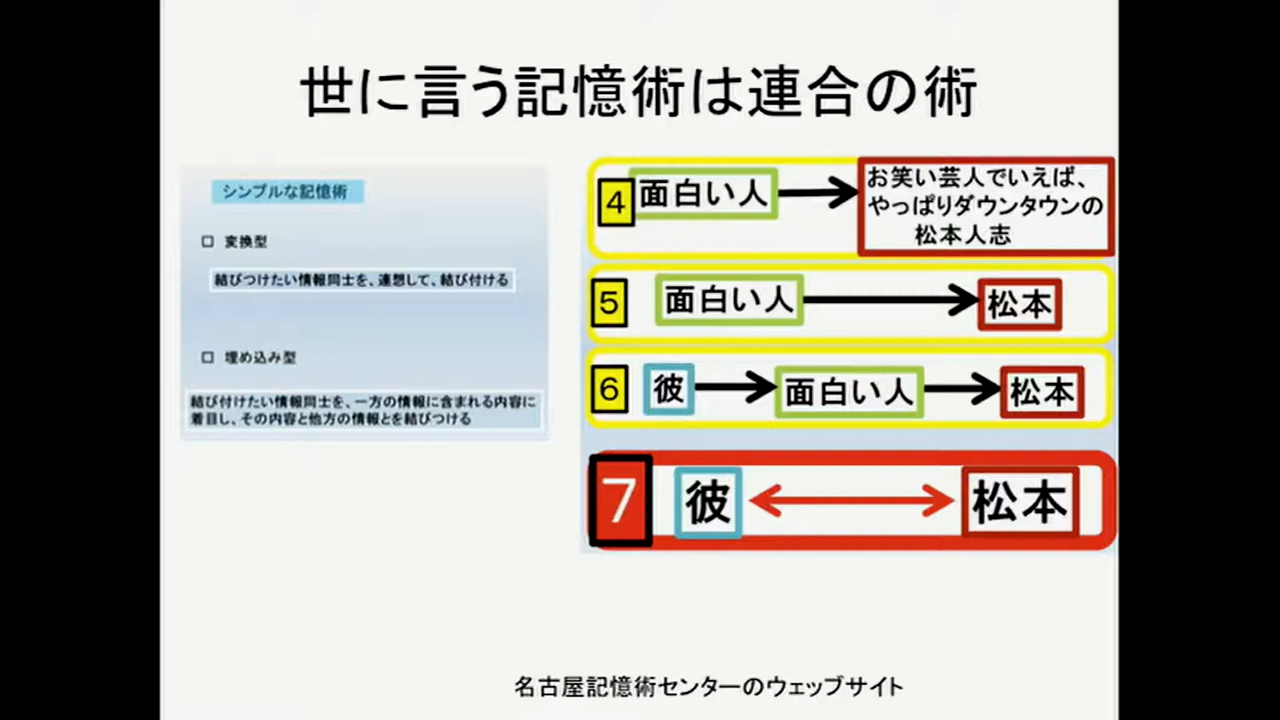 世に言う記憶術は連合の術
シンプルな記憶術
□ 変換型
結びつけたい情報同士を、連想して、結び付ける
□ 埋め込み型
結び付けたい情報同士を、一方の情報に含まれる内容に
着目し、その内容と他方の情報とを結びつける
4 面白い人 お笑い芸人でいえば、
やっぱりダウンタウンの
松本人志
5 面白い人 松本
6 彼 面白い人 松本
7 彼 松本
名古屋記憶術センターのウェッブサイト